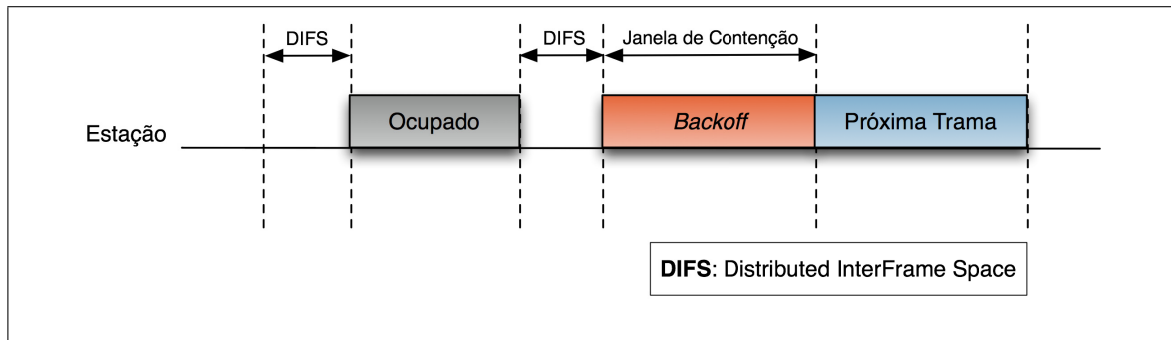 DIFS
DIFS
Janela de Contenção
Estação
Ocupado
Backoff
Próxima Trama
DIFS: Distributed InterFrame Space